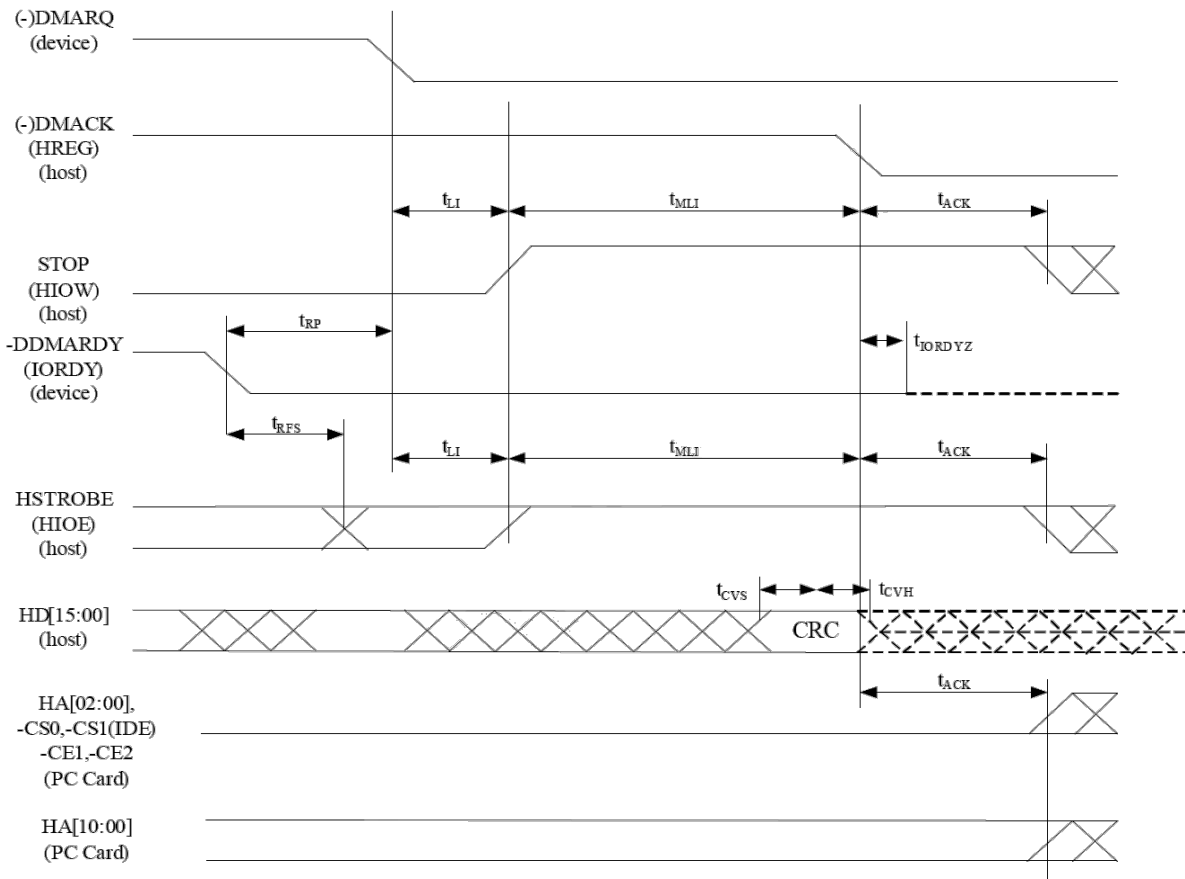 (-)DMARQ
(device)
(-)DMACK
(HREG)
(host)
tLI
tMLI
tACK
STOP
(HIOW)
(host)
tRP
-DDMARDY
(IORDY)
(device)
tIORDYZ
tRFS
tLI
tMLI
tACK
HSTROBE
(HIOE)
(host)
tCVS
tCVH
HD[15:00]
(host)
CRC
tACK
HA[02:00],
-CS0,-CS1(IDE)
-CE1,-CE2
(PC Card)
HA[10:00]
(PC Card)